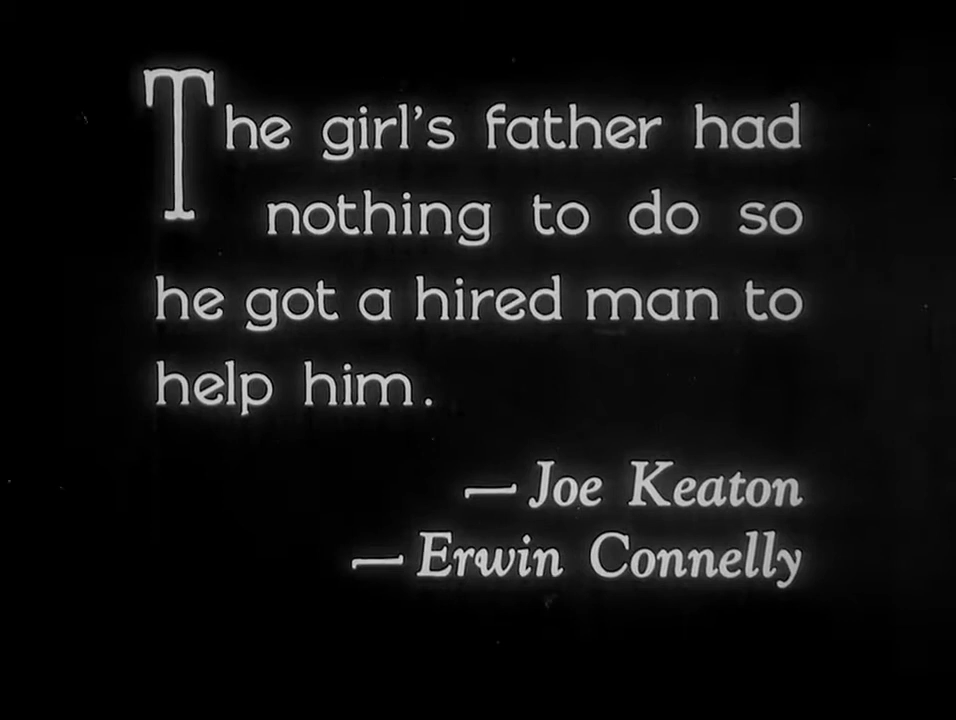 The girl's father had
nothing to do so
he got a hired man to
help him.
— Joe Keaton
— Erwin Connelly